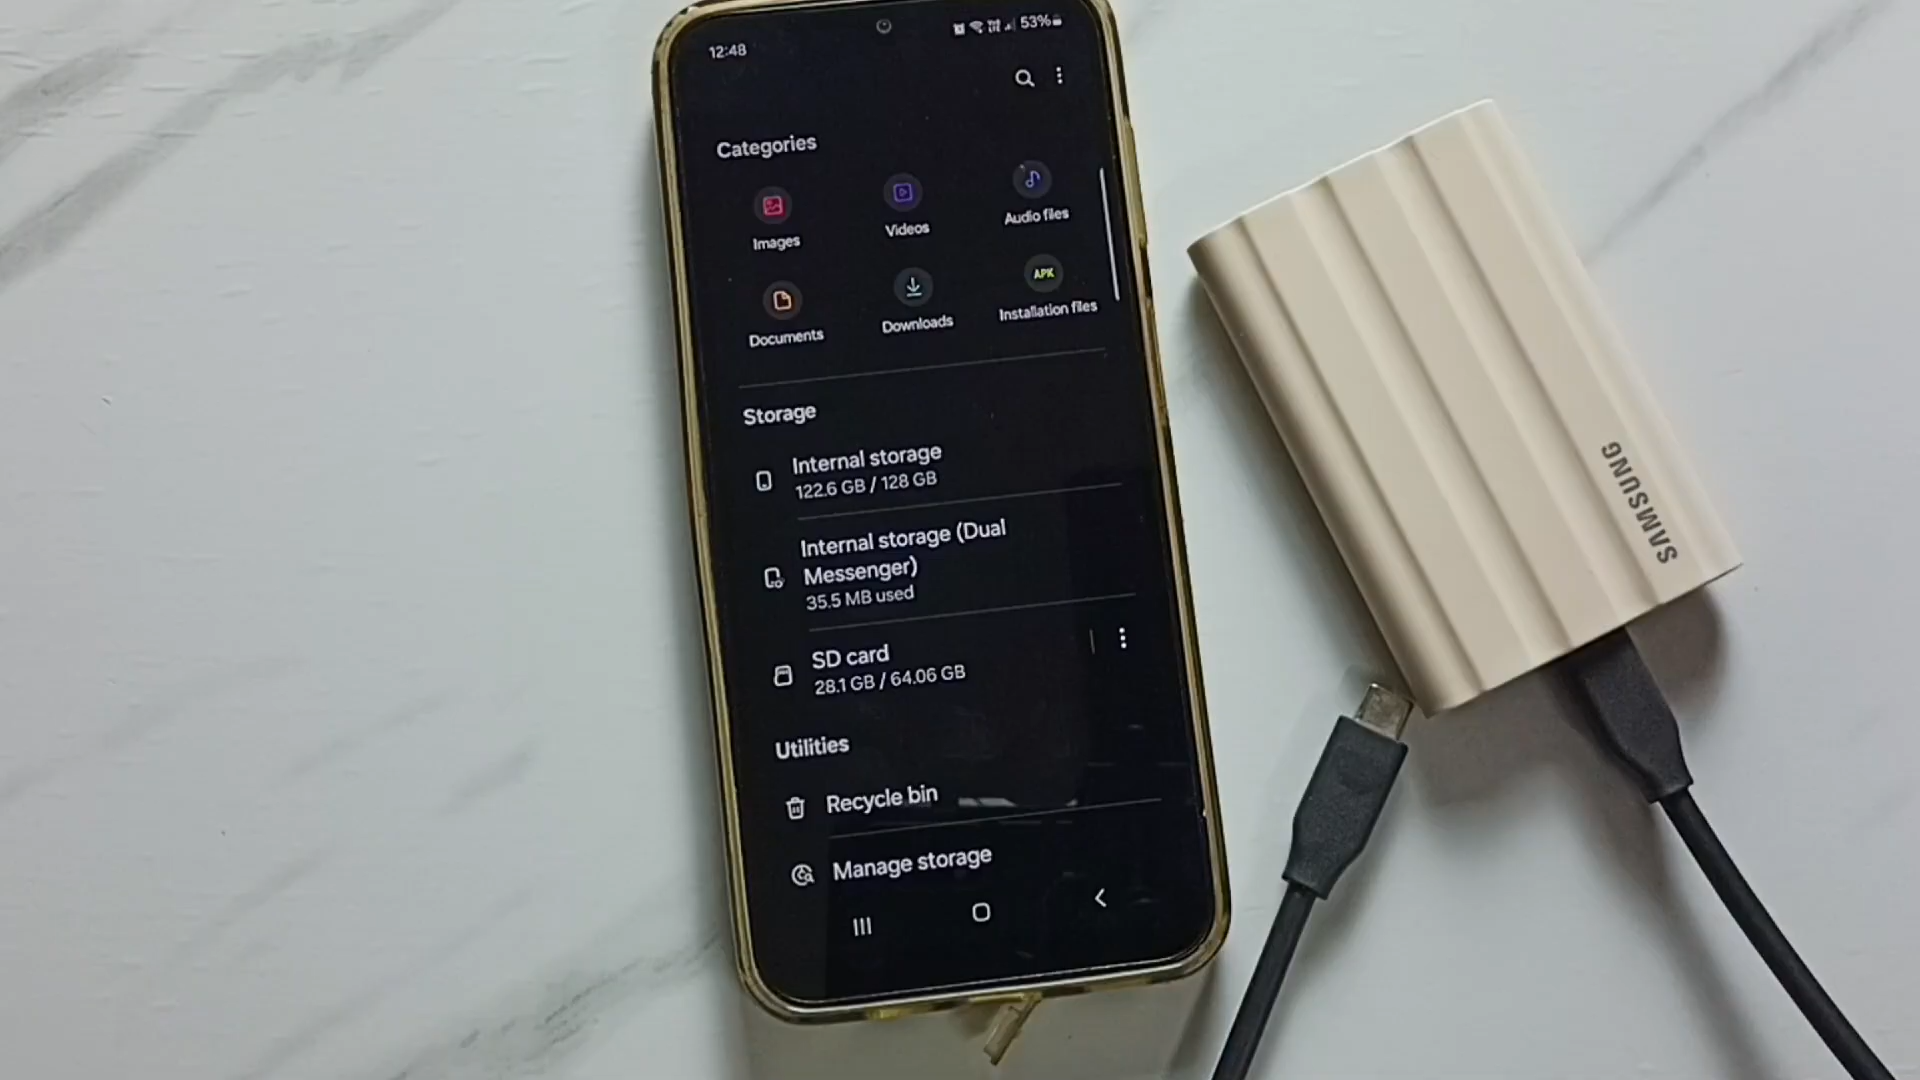 12:48
53%
Categories
Images
Videos
Audio files
APK
Documents
Downloads
Installation files
Storage
Internal storage
122.6 GB / 128 GB
Internal storage (Dual
Messenger)
35.5 MB used
SD card
28.1 GB / 64.06 GB
Utilities
Recycle bin
Manage storage
SAMSUNG